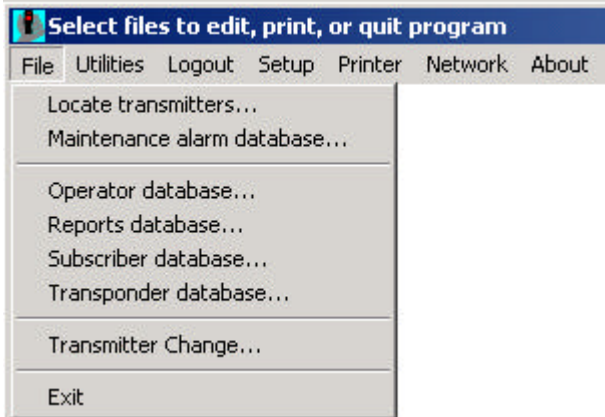 Select files to edit, print, or quit program
File Utilities Logout Setup Printer Network About
Locate transmitters...
Maintenance alarm database...
Operator database...
Reports database...
Subscriber database...
Transponder database...
Transmitter Change...
Exit